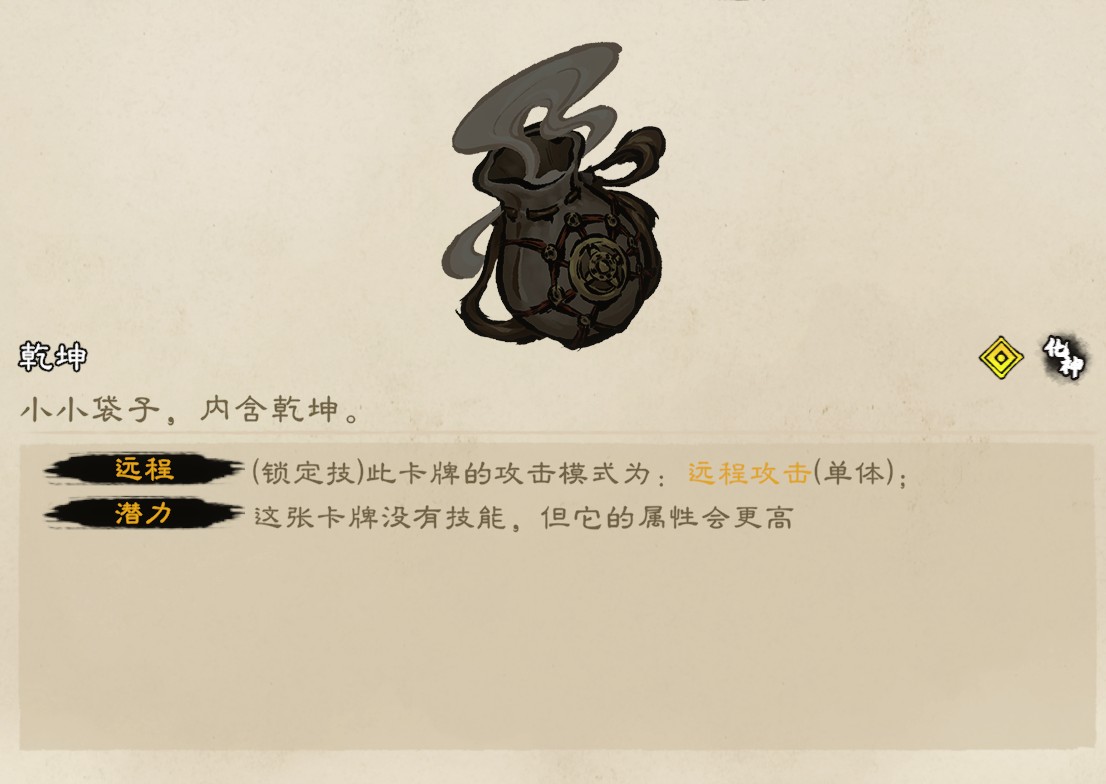 乾坤
化神
小小袋子，内含乾坤。
远程 (锁定技)此卡牌的攻击模式为：远程攻击(单体)；
潜力 这张卡牌没有技能，但它的属性会更高